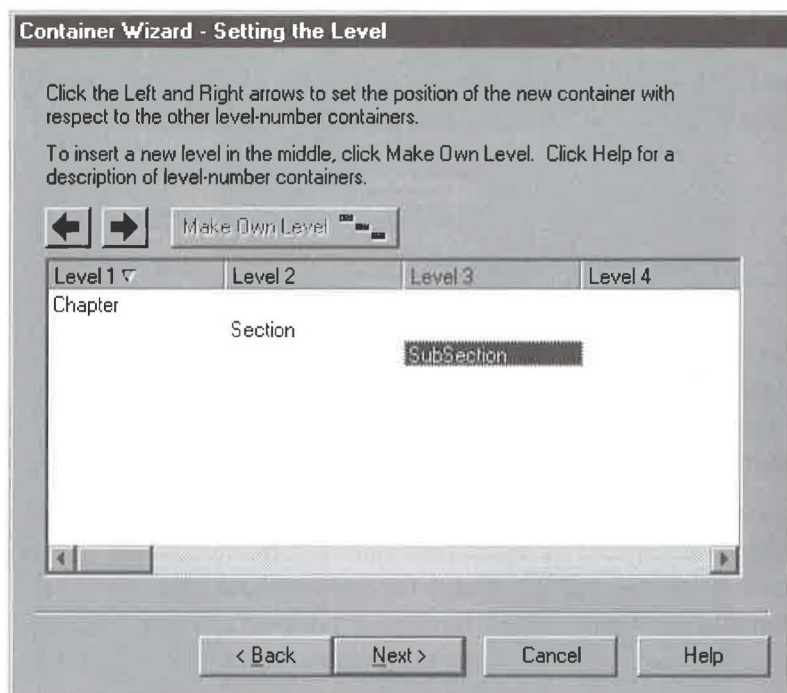 Container Wizard - Setting the Level
Click the Left and Right arrows to set the position of the new container with
respect to the other level-number containers.
To insert a new level in the middle, click Make Own Level. Click Help for a
description of level-number containers.
Make Own Level
Level 1 Level 2 Level 3 Level 4
Chapter
Section
SubSection
< Back Next > Cancel Help